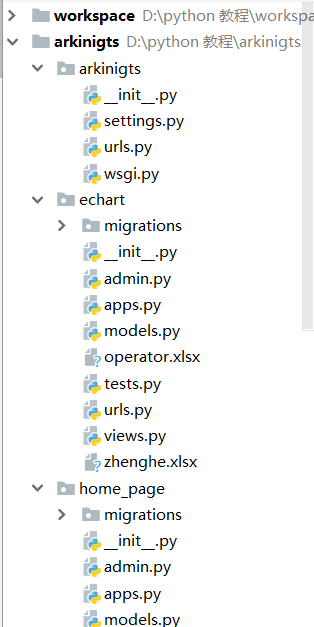 workspace D:\python 教程\workspa
arkinigts D:\python 教程\arkinigts
arkinigts
__init__.py
settings.py
urls.py
wsgi.py
echart
migrations
__init__.py
admin.py
apps.py
models.py
operator.xlsx
tests.py
urls.py
views.py
zhenghe.xlsx
home_page
migrations
__init__.py
admin.py
apps.py
models.py